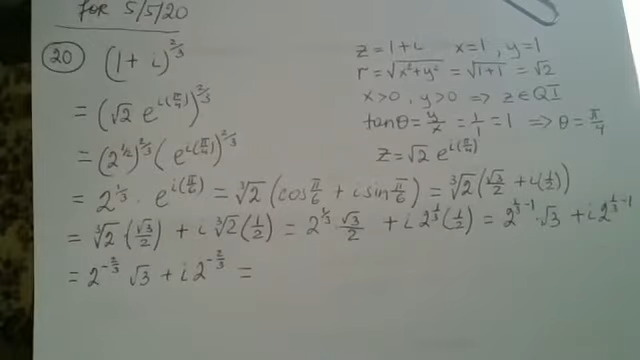 for 5/5/20
20 (1 + i)^{2/3}
z = 1 + i x = 1, y = 1
r = √(x² + y²) = √(1+1) = √2
x > 0, y > 0 ⇒ z ∈ QI
tanθ = y/x = 1/1 = 1 ⇒ θ = π/4
z = √2 e^{i(π/4)}
= (√2 e^{i(π/4)})^{2/3}
= (2^{1/2})^{2/3} (e^{i(π/4)})^{2/3}
= 2^{1/3} · e^{i(π/6)} = ∛2 (cos π/6 + i sin π/6) = ∛2 (√3/2 + i(1/2))
= ∛2 (√3/2) + i ∛2 (1/2) = 2^{1/3} · √3/2 + i 2^{1/3} (1/2) = 2^{1/3 - 1} · √3 + i 2^{1/3 - 1}
= 2^{-2/3} √3 + i 2^{-2/3} =